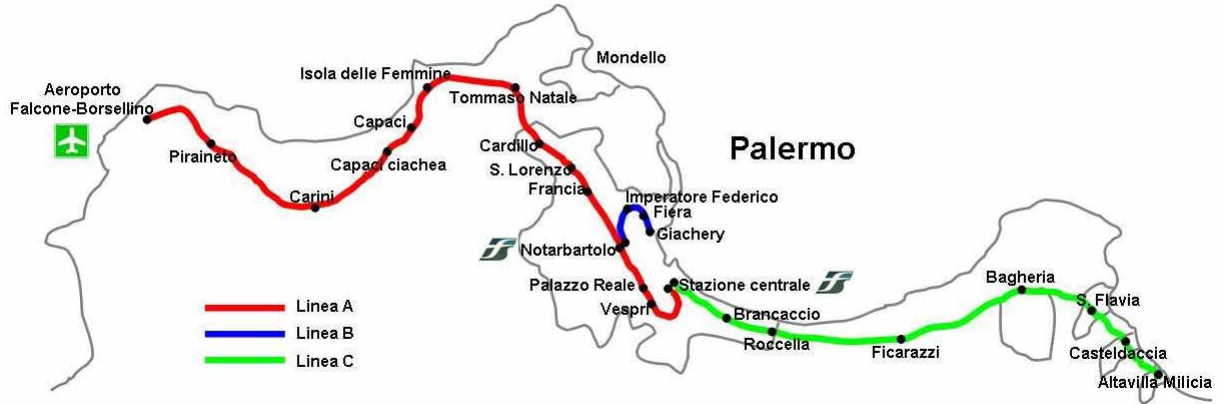 Mondello
Isola delle Femmine
Aeroporto
Falcone-Borsellino
Tommaso Natale
Capaci
Cardillo
Palermo
Piraineto
Capaci ciachea
S. Lorenzo
Francia
Carini
Imperatore Federico
Fiera
Giachery
Notarbartolo
Palazzo Reale
Stazione centrale
Bagheria
Vespri
S. Flavia
Linea A
Brancaccio
Linea B
Roccella
Ficarazzi
Casteldaccia
Linea C
Altavilla Milicia